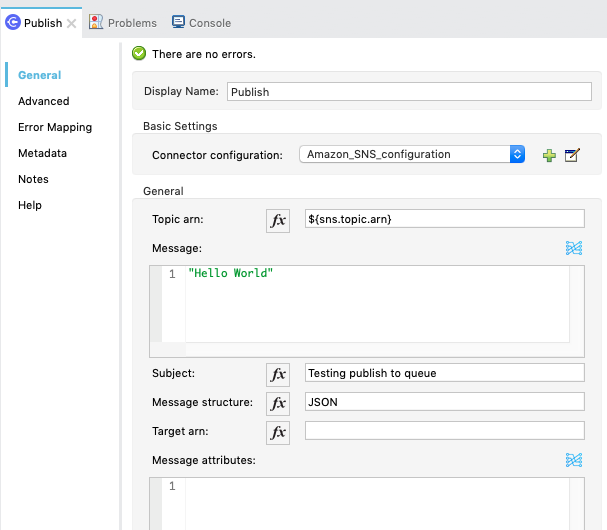 Publish Problems Console
There are no errors.
General
Advanced
Error Mapping
Metadata
Notes
Help
Display Name: Publish
Basic Settings
Connector configuration: Amazon_SNS_configuration
General
Topic arn: fx ${sns.topic.arn}
Message:
1 "Hello World"
Subject: fx Testing publish to queue
Message structure: fx JSON
Target arn: fx
Message attributes:
1